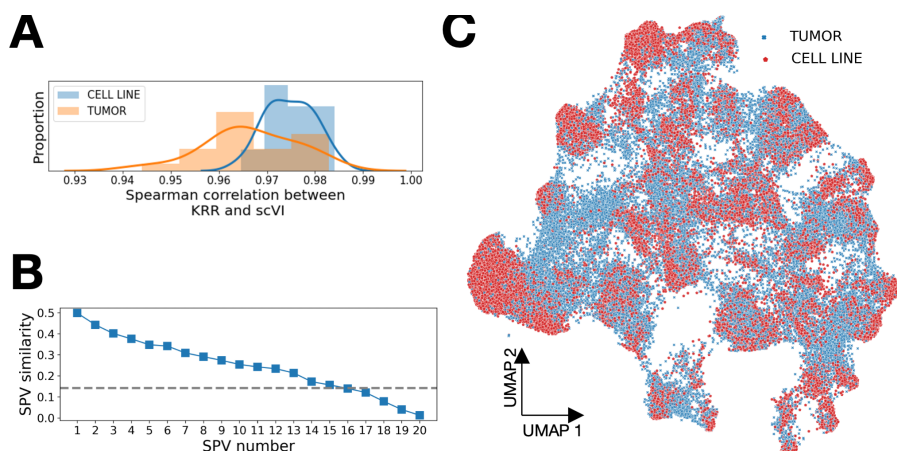 A
CELL LINE
TUMOR
Proportion
0.93 0.94 0.95 0.96 0.97 0.98 0.99 1.00
Spearman correlation between
KRR and scVI
B
SPV similarity
0.5
0.4
0.3
0.2
0.1
0.0
1 2 3 4 5 6 7 8 9 10 11 12 13 14 15 16 17 18 19 20
SPV number
C
TUMOR
CELL LINE
UMAP 2
UMAP 1